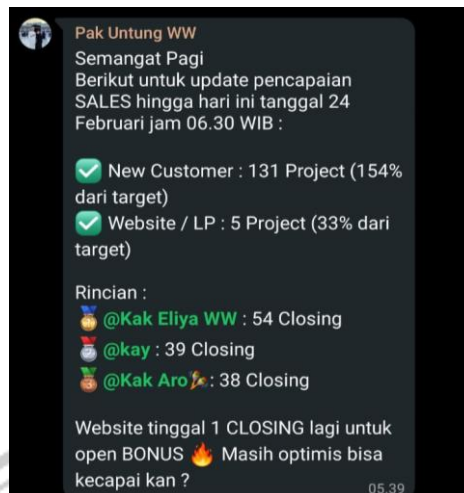 Pak Untung WW
Semangat Pagi
Berikut untuk update pencapaian
SALES hingga hari ini tanggal 24
Februari jam 06.30 WIB :
✅ New Customer : 131 Project (154%
dari target)
✅ Website / LP : 5 Project (33% dari
target)
Rincian :
🥇 @Kak Eliya WW : 54 Closing
🥈 @kay : 39 Closing
🥉 @Kak Aro🎉: 38 Closing
Website tinggal 1 CLOSING lagi untuk
open BONUS 🔥 Masih optimis bisa
kecapai kan ?
05.39